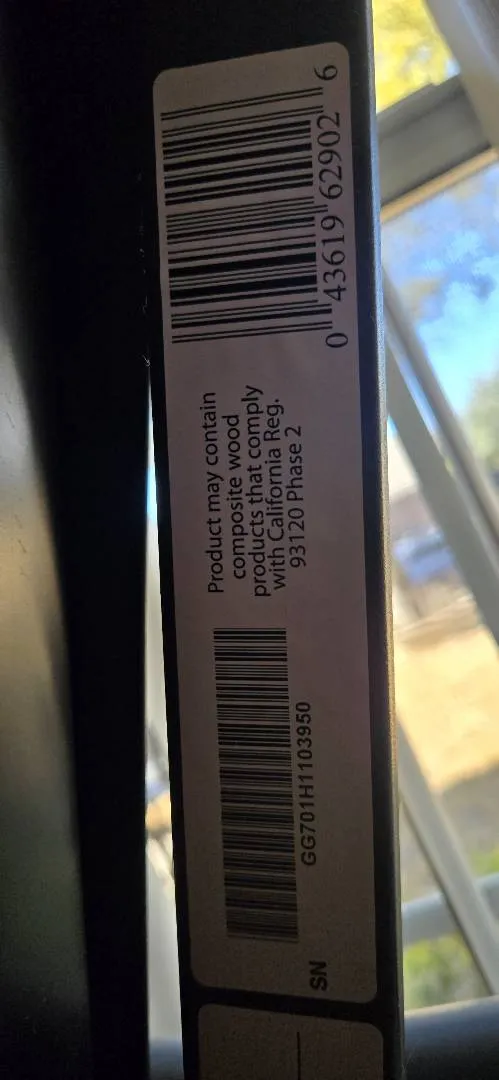 0 43619 62902 6
Product may contain
composite wood
products that comply
with California Reg.
93120 Phase 2
GG701H1103950
SN